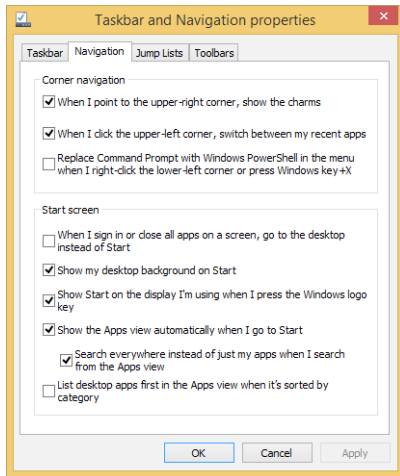 Taskbar and Navigation properties
Taskbar Navigation Jump Lists Toolbars
Corner navigation
When I point to the upper-right corner, show the charms
When I click the upper-left corner, switch between my recent apps
Replace Command Prompt with Windows PowerShell in the menu
when I right-click the lower-left corner or press Windows key+X
Start screen
When I sign in or close all apps on a screen, go to the desktop
instead of Start
Show my desktop background on Start
Show Start on the display I'm using when I press the Windows logo
key
Show the Apps view automatically when I go to Start
Search everywhere instead of just my apps when I search
from the Apps view
List desktop apps first in the Apps view when it's sorted by
category
OK Cancel Apply